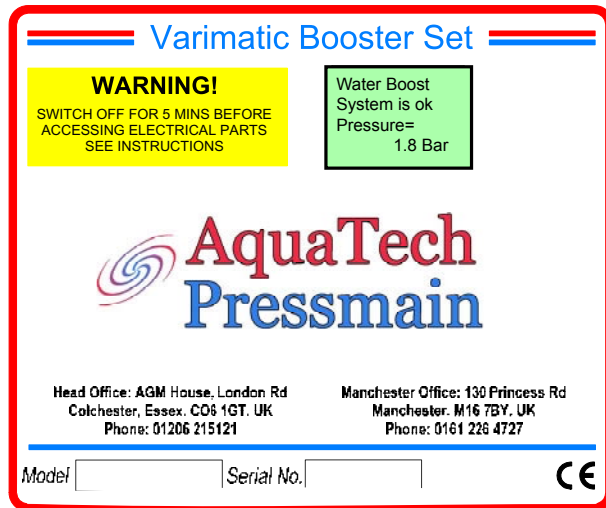 Varimatic Booster Set
WARNING!
SWITCH OFF FOR 5 MINS BEFORE
ACCESSING ELECTRICAL PARTS
SEE INSTRUCTIONS
Water Boost
System is ok
Pressure=
1.8 Bar
AquaTech
Pressmain
Head Office: AGM House, London Rd
Colchester, Essex. CO6 1GT. UK
Phone: 01206 215121
Manchester Office: 130 Princess Rd
Manchester. M16 7BY. UK
Phone: 0161 226 4727
Model
Serial No.
CE